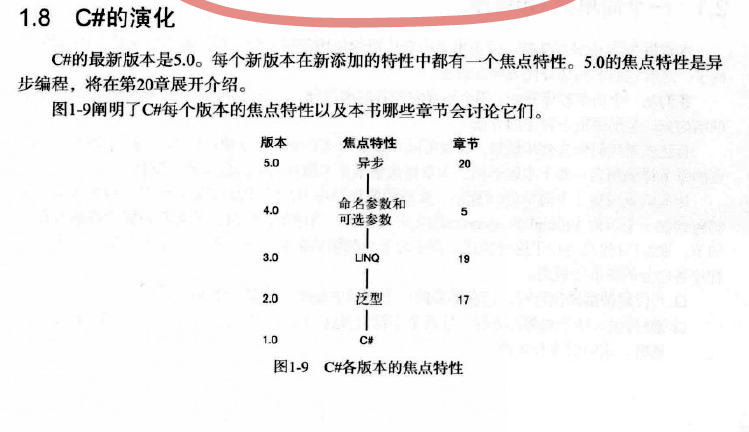 1.8 C#的演化
C#的最新版本是5.0。每个新版本在新添加的特性中都有一个焦点特性。5.0的焦点特性是异
步编程，将在第20章展开介绍。
图1-9阐明了C#每个版本的焦点特性以及本书哪些章节会讨论它们。
版本 焦点特性 章节
5.0 异步 20
命名参数和
4.0 可选参数 5
3.0 LINQ 19
2.0 泛型 17
1.0 C#
图1-9 C#各版本的焦点特性